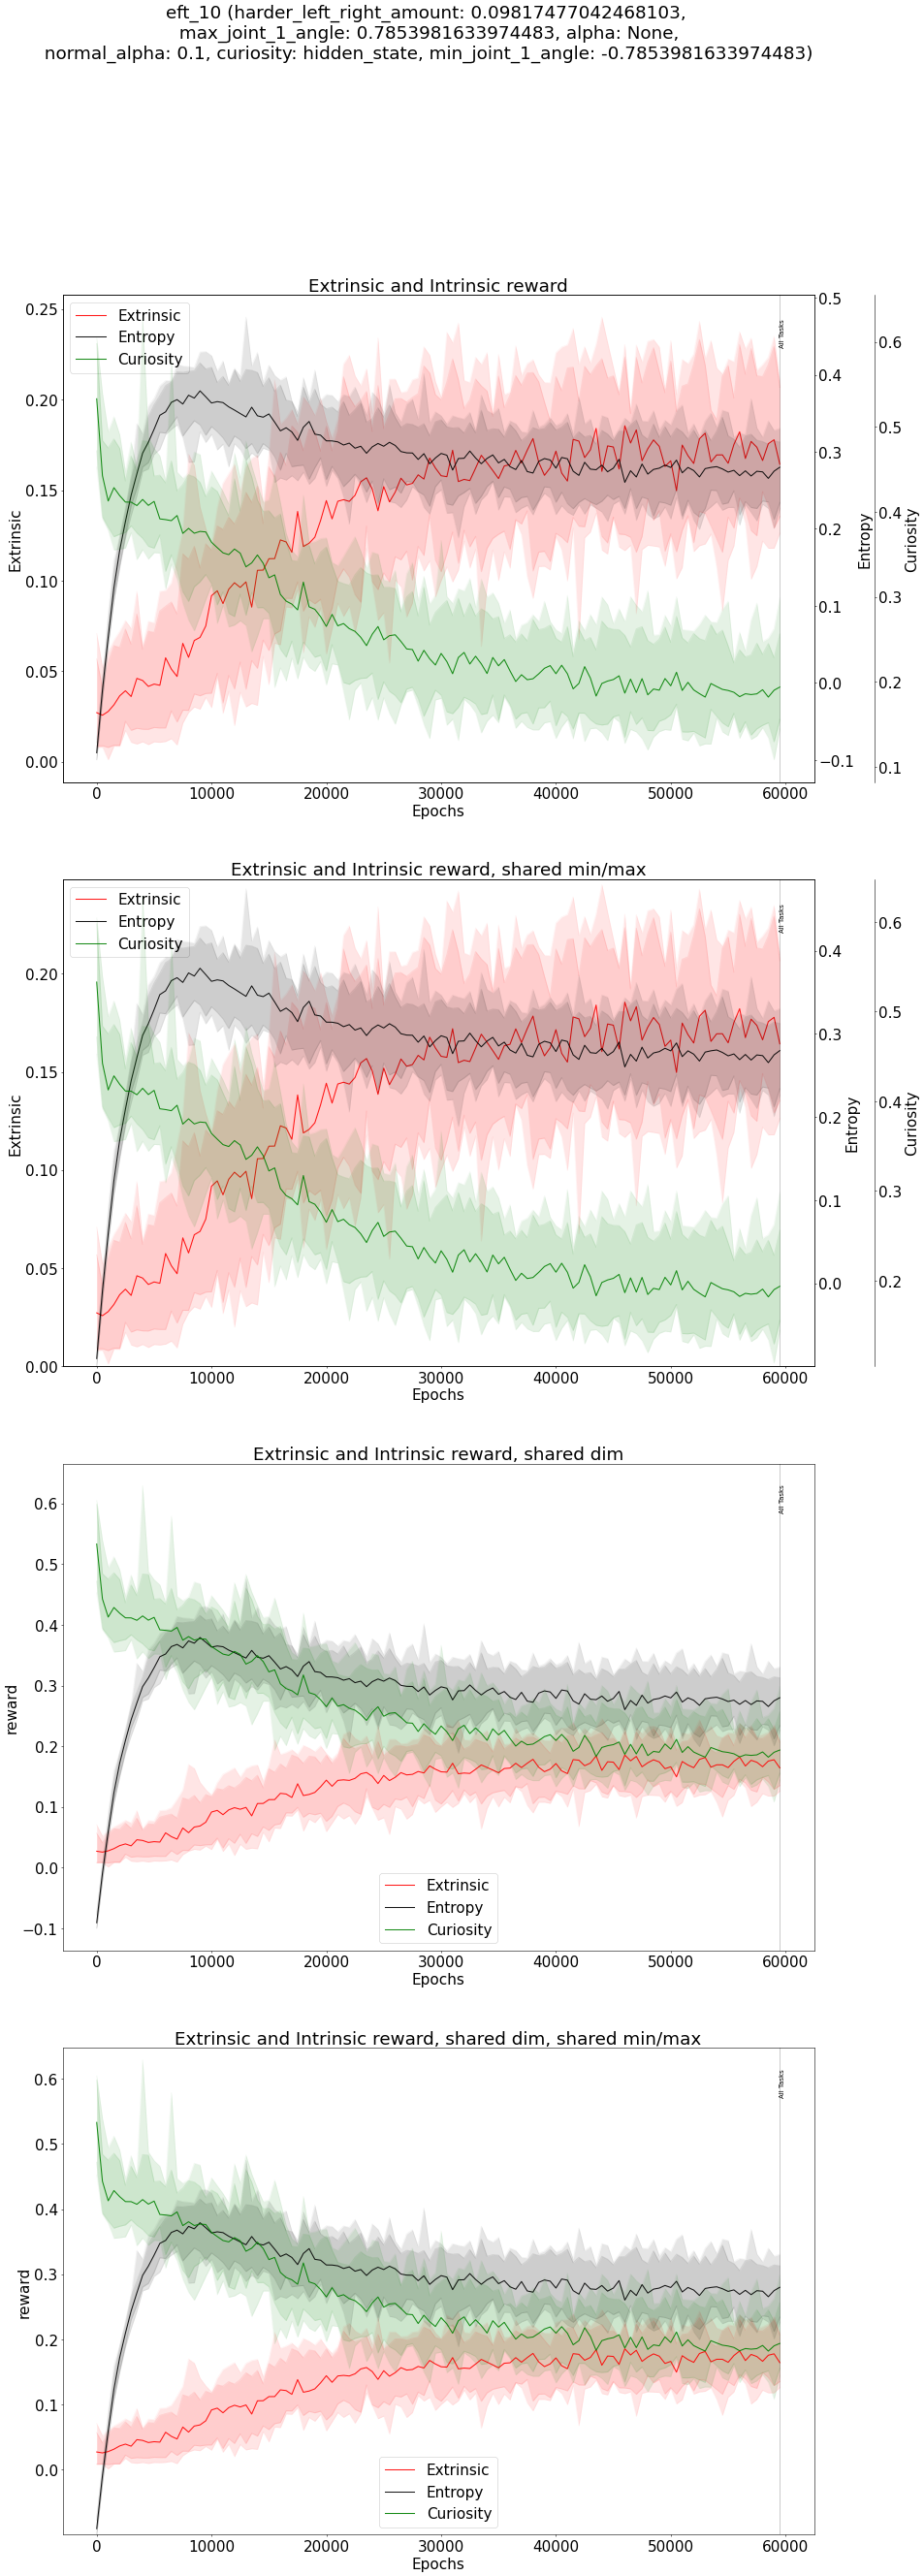 eft_10 (harder_left_right_amount: 0.09817477042468103,
max_joint_1_angle: 0.7853981633974483, alpha: None,
normal_alpha: 0.1, curiosity: hidden_state, min_joint_1_angle: -0.7853981633974483)
Extrinsic and Intrinsic reward
Extrinsic
Entropy
Curiosity
All Tasks
0.25
0.20
0.15
0.10
0.05
0.00
Extrinsic
0.5
0.4
0.3
0.2
0.1
0.0
−0.1
Entropy
0.6
0.5
0.4
0.3
0.2
0.1
Curiosity
0 10000 20000 30000 40000 50000 60000
Epochs
Extrinsic and Intrinsic reward, shared min/max
Extrinsic
Entropy
Curiosity
All Tasks
0.20
0.15
0.10
0.05
0.00
Extrinsic
0.4
0.3
0.2
0.1
0.0
Entropy
0.6
0.5
0.4
0.3
0.2
Curiosity
0 10000 20000 30000 40000 50000 60000
Epochs
Extrinsic and Intrinsic reward, shared dim
All Tasks
0.6
0.5
0.4
0.3
0.2
0.1
0.0
−0.1
reward
Extrinsic
Entropy
Curiosity
0 10000 20000 30000 40000 50000 60000
Epochs
Extrinsic and Intrinsic reward, shared dim, shared min/max
All Tasks
0.6
0.5
0.4
0.3
0.2
0.1
0.0
reward
Extrinsic
Entropy
Curiosity
0 10000 20000 30000 40000 50000 60000
Epochs